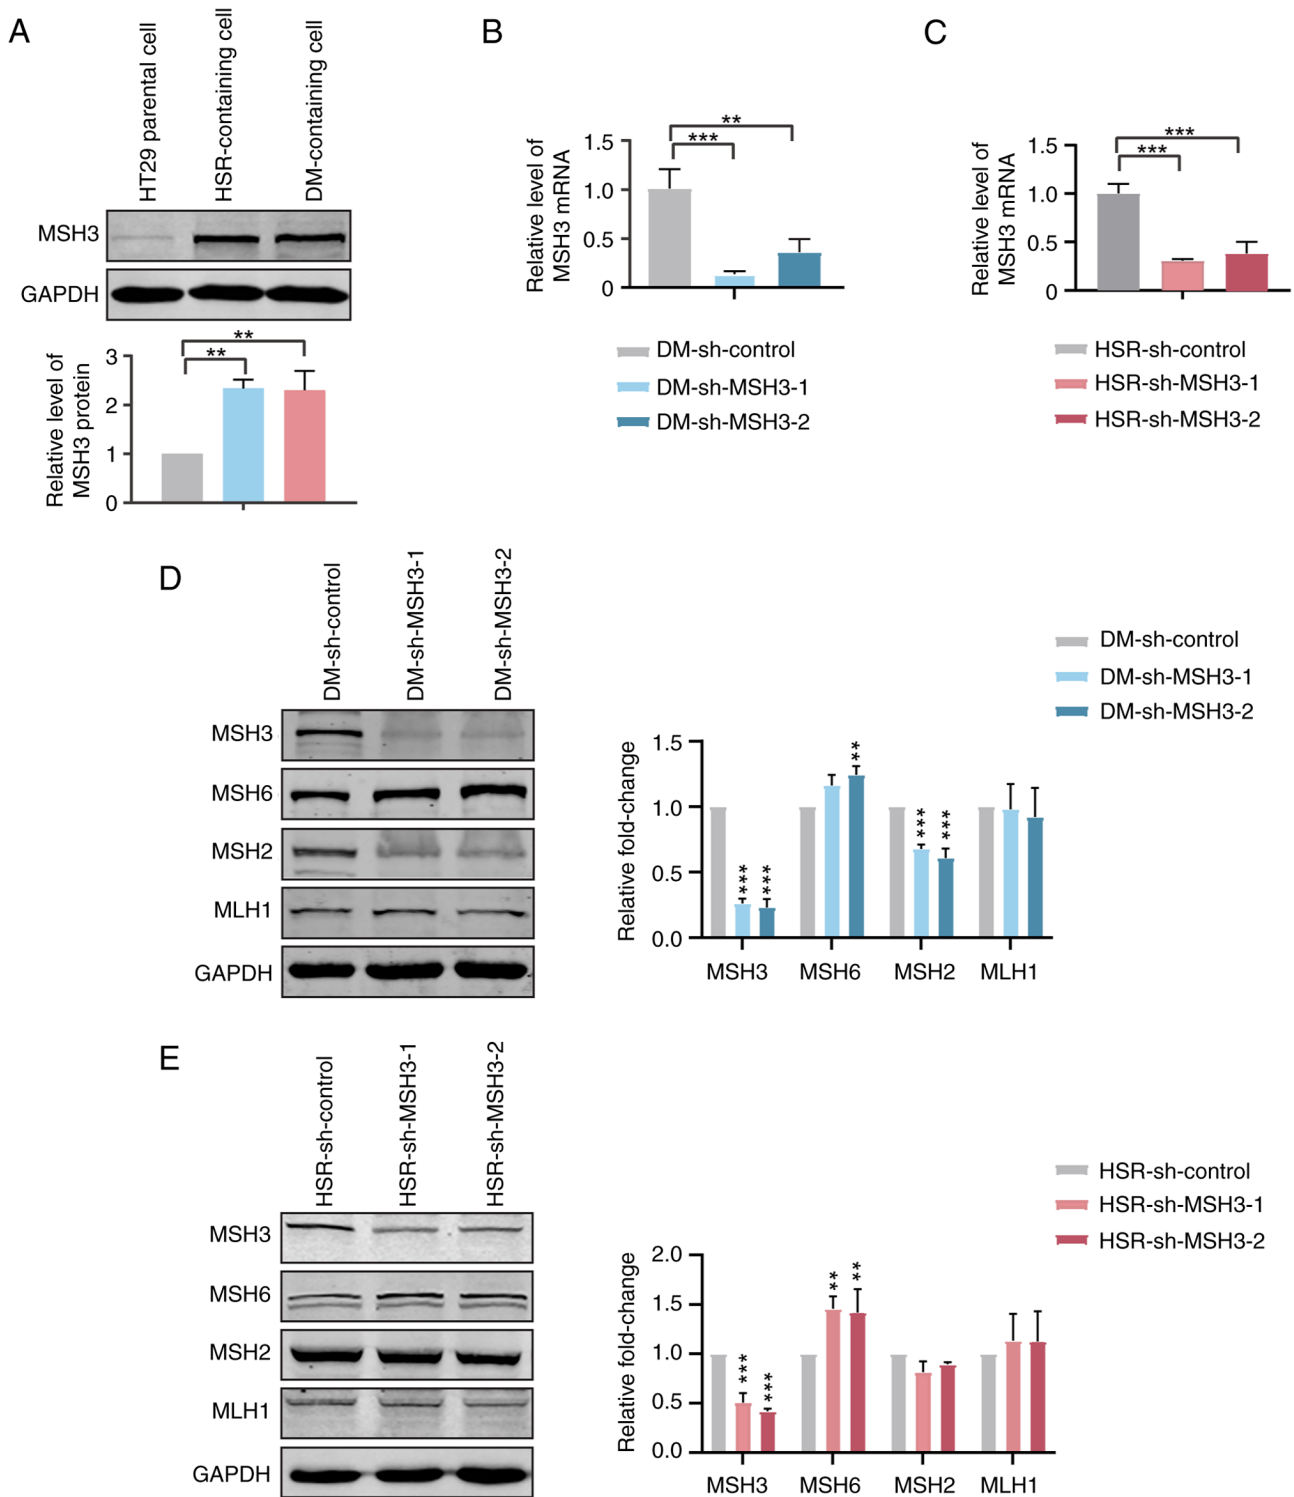 A
HT29 parental cell
HSR-containing cell
DM-containing cell
MSH3
GAPDH
Relative level of
MSH3 protein
3
2
1
0
**
**
B
Relative level of
MSH3 mRNA
1.5
1.0
0.5
0
**
***
DM-sh-control
DM-sh-MSH3-1
DM-sh-MSH3-2
C
Relative level of
MSH3 mRNA
1.5
1.0
0.5
0
***
***
HSR-sh-control
HSR-sh-MSH3-1
HSR-sh-MSH3-2
D
DM-sh-control
DM-sh-MSH3-1
DM-sh-MSH3-2
MSH3
MSH6
MSH2
MLH1
GAPDH
DM-sh-control
DM-sh-MSH3-1
DM-sh-MSH3-2
Relative fold-change
1.5
1.0
0.5
0.0
***
***
**
***
***
MSH3 MSH6 MSH2 MLH1
E
HSR-sh-control
HSR-sh-MSH3-1
HSR-sh-MSH3-2
MSH3
MSH6
MSH2
MLH1
GAPDH
HSR-sh-control
HSR-sh-MSH3-1
HSR-sh-MSH3-2
Relative fold-change
2.0
1.5
1.0
0.5
0.0
***
***
**
**
MSH3 MSH6 MSH2 MLH1